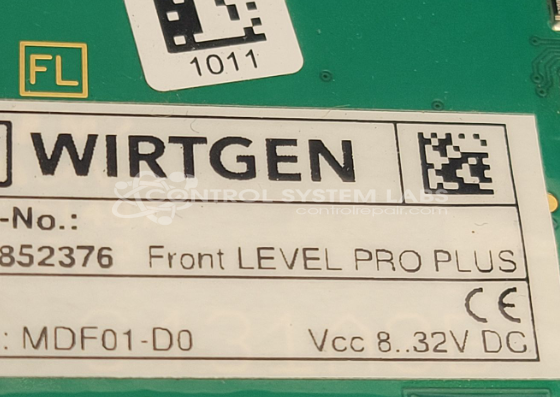 1011
FL
WIRTGEN
CONTROL SYSTEM LABS
controlrepair.com
-No.:
852376 Front LEVEL PRO PLUS
CE
: MDF01-D0 Vcc 8..32V DC